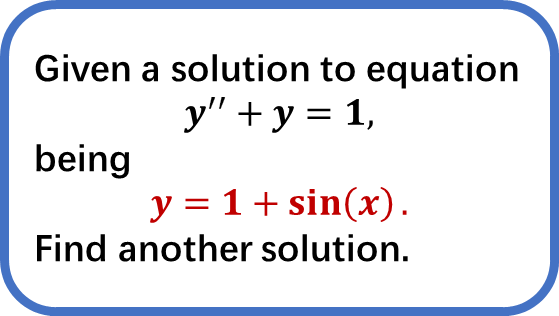 Given a solution to equation
y′′ + y = 1,
being
y = 1 + sin(x).
Find another solution.